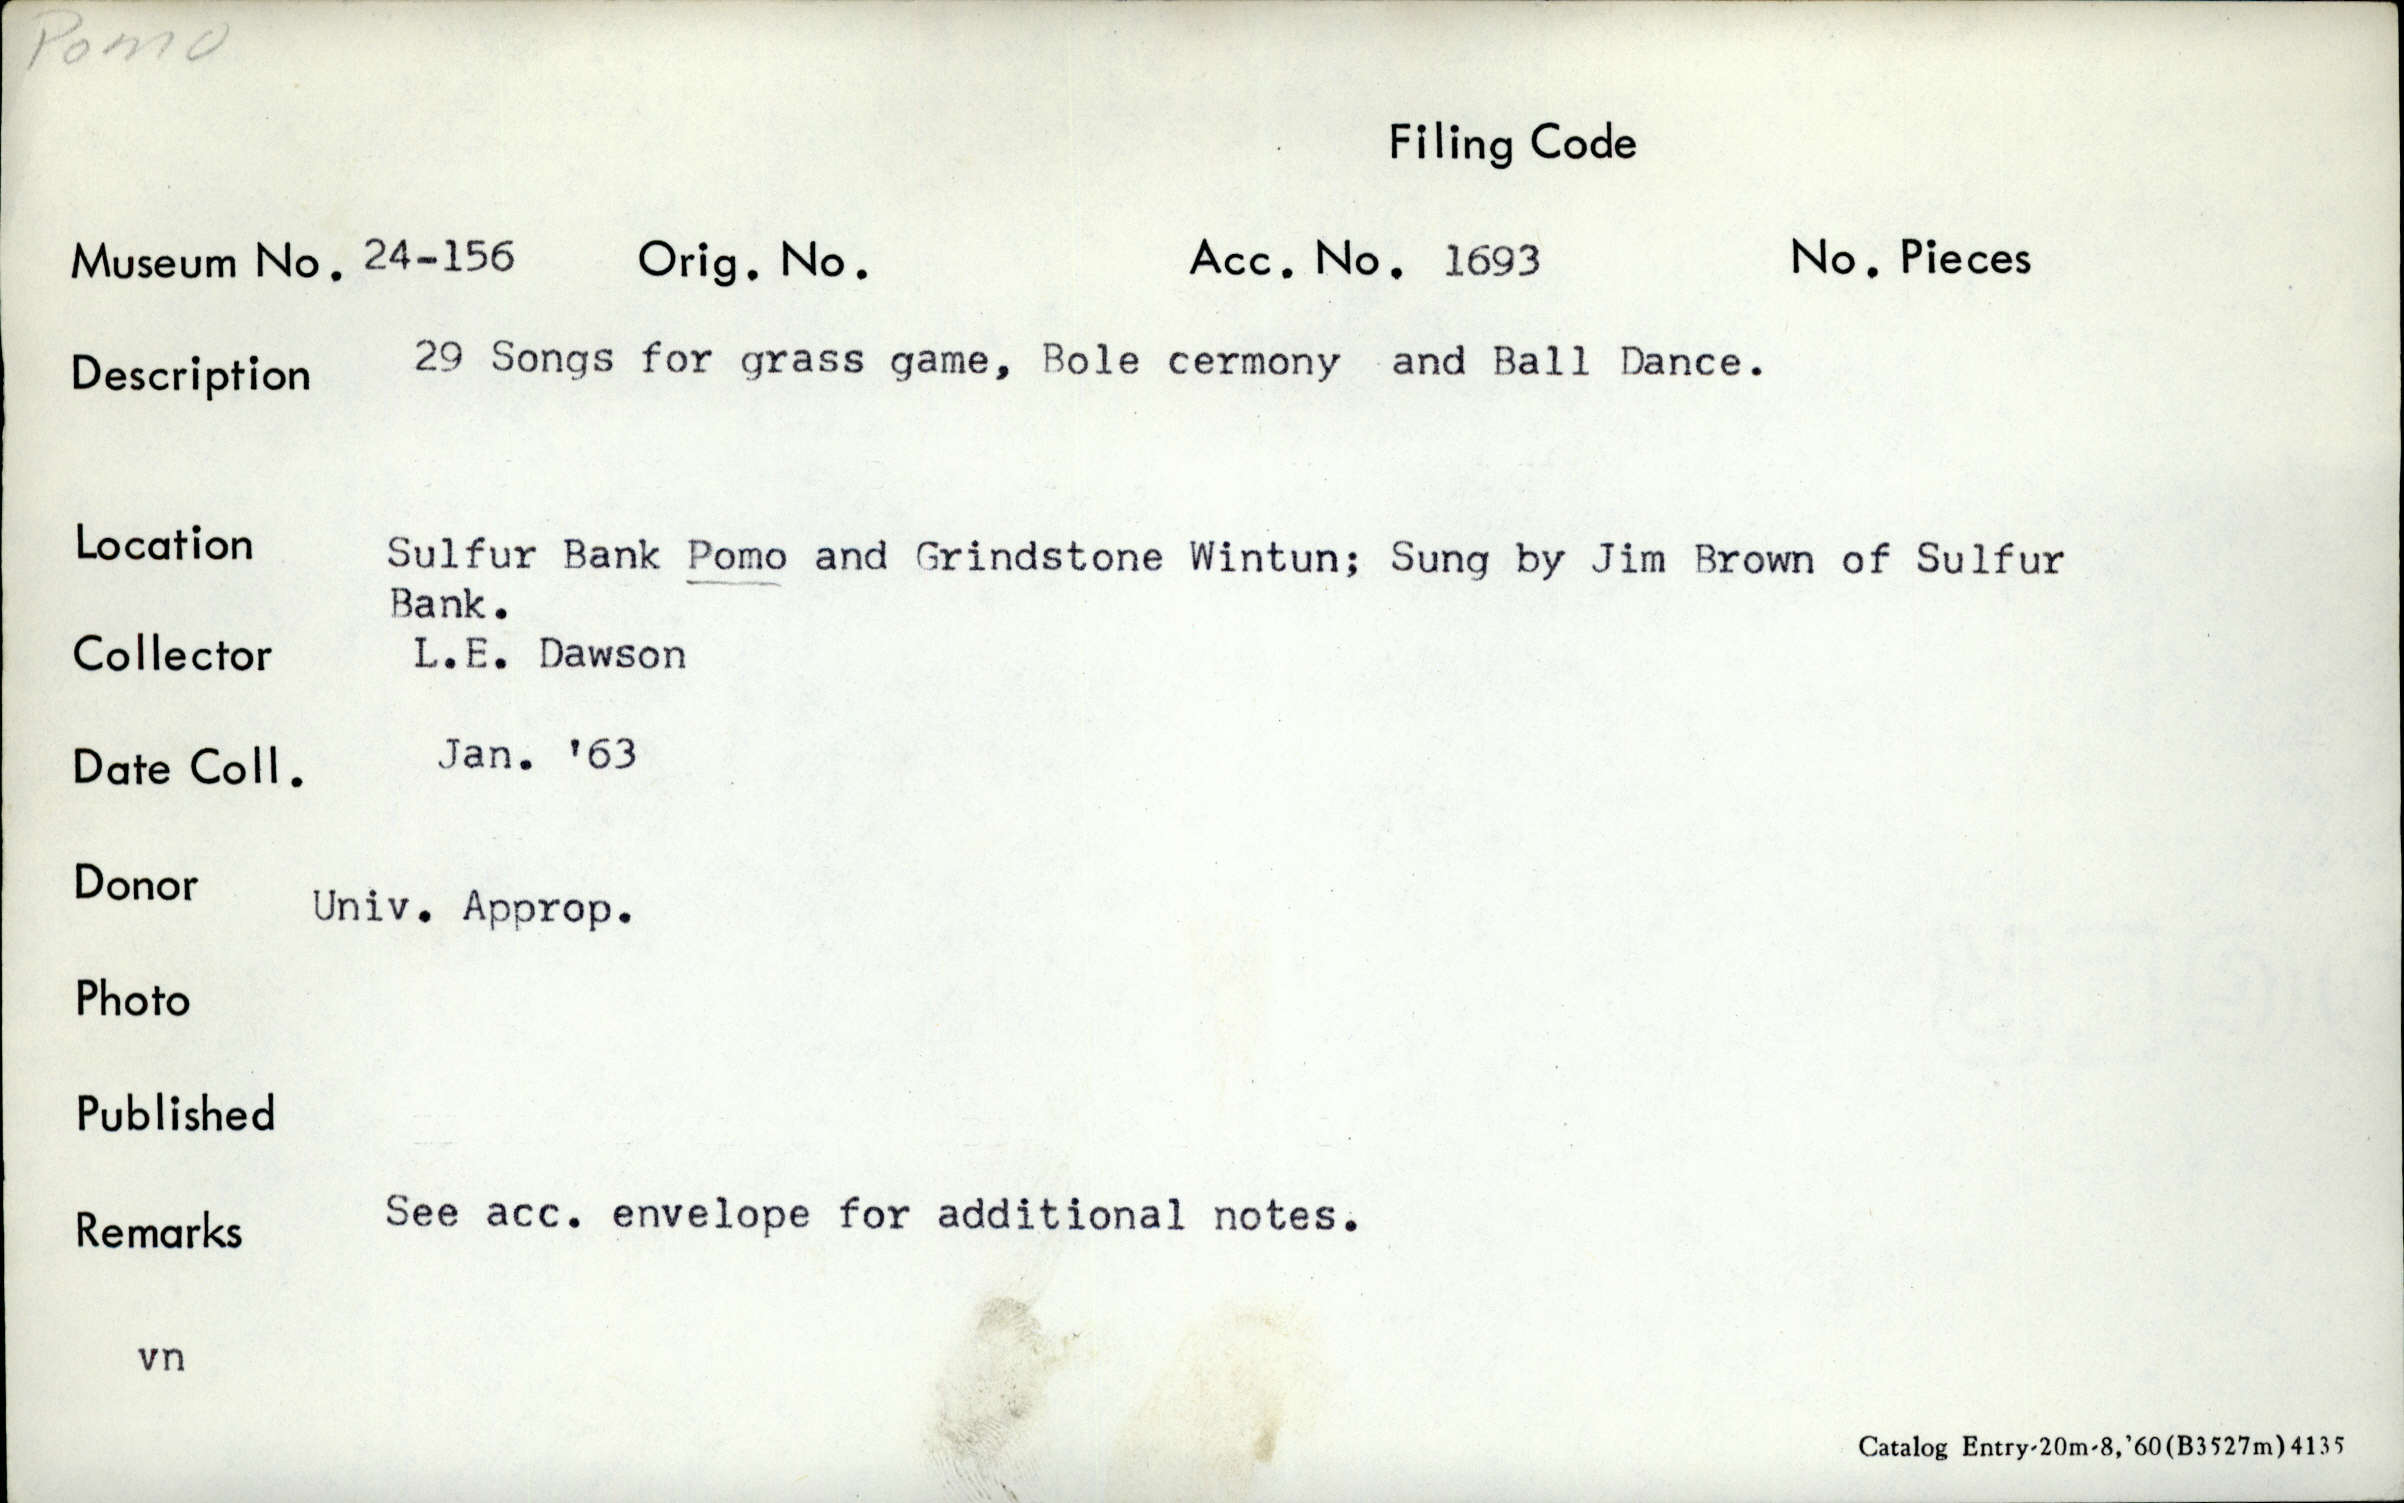 Pomo
Filing Code
Museum No. 24-156 Orig. No. Acc. No. 1693 No. Pieces
Description 29 Songs for grass game, Bole cermony and Ball Dance.
Location Sulfur Bank Pomo and Grindstone Wintun; Sung by Jim Brown of Sulfur
Bank.
Collector L.E. Dawson
Date Coll. Jan. '63
Donor Univ. Approp.
Photo
Published
Remarks See acc. envelope for additional notes.
vn
Catalog Entry-20m-8,'60(B3527m)4135